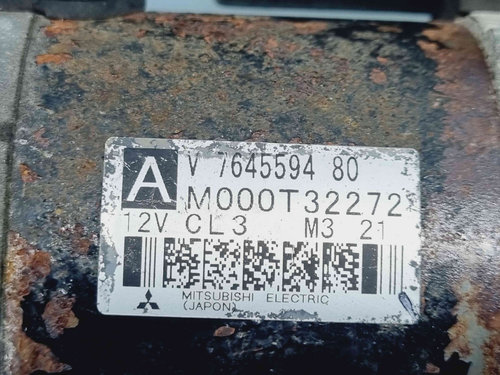 A V 7645594 80
M000T32272
12V CL3 M3 21
MITSUBISHI ELECTRIC
(JAPON)